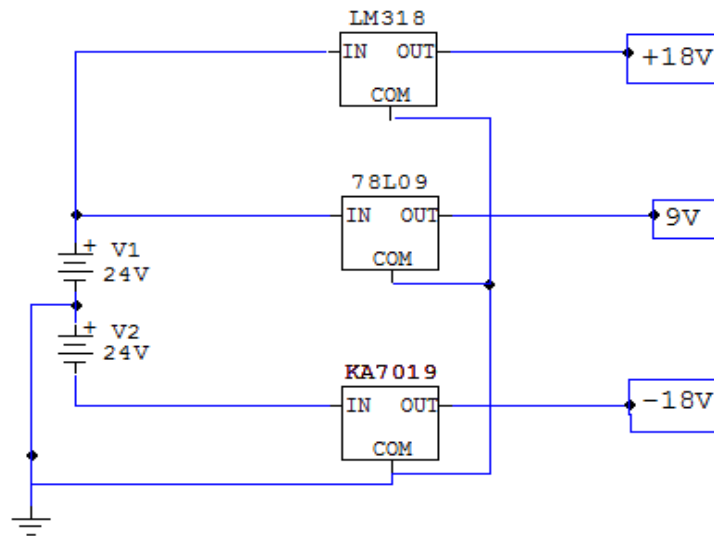 LM318
IN OUT
COM
+18V
78L09
IN OUT
COM
9V
+ V1
24V
+ V2
24V
KA7019
IN OUT
COM
-18V